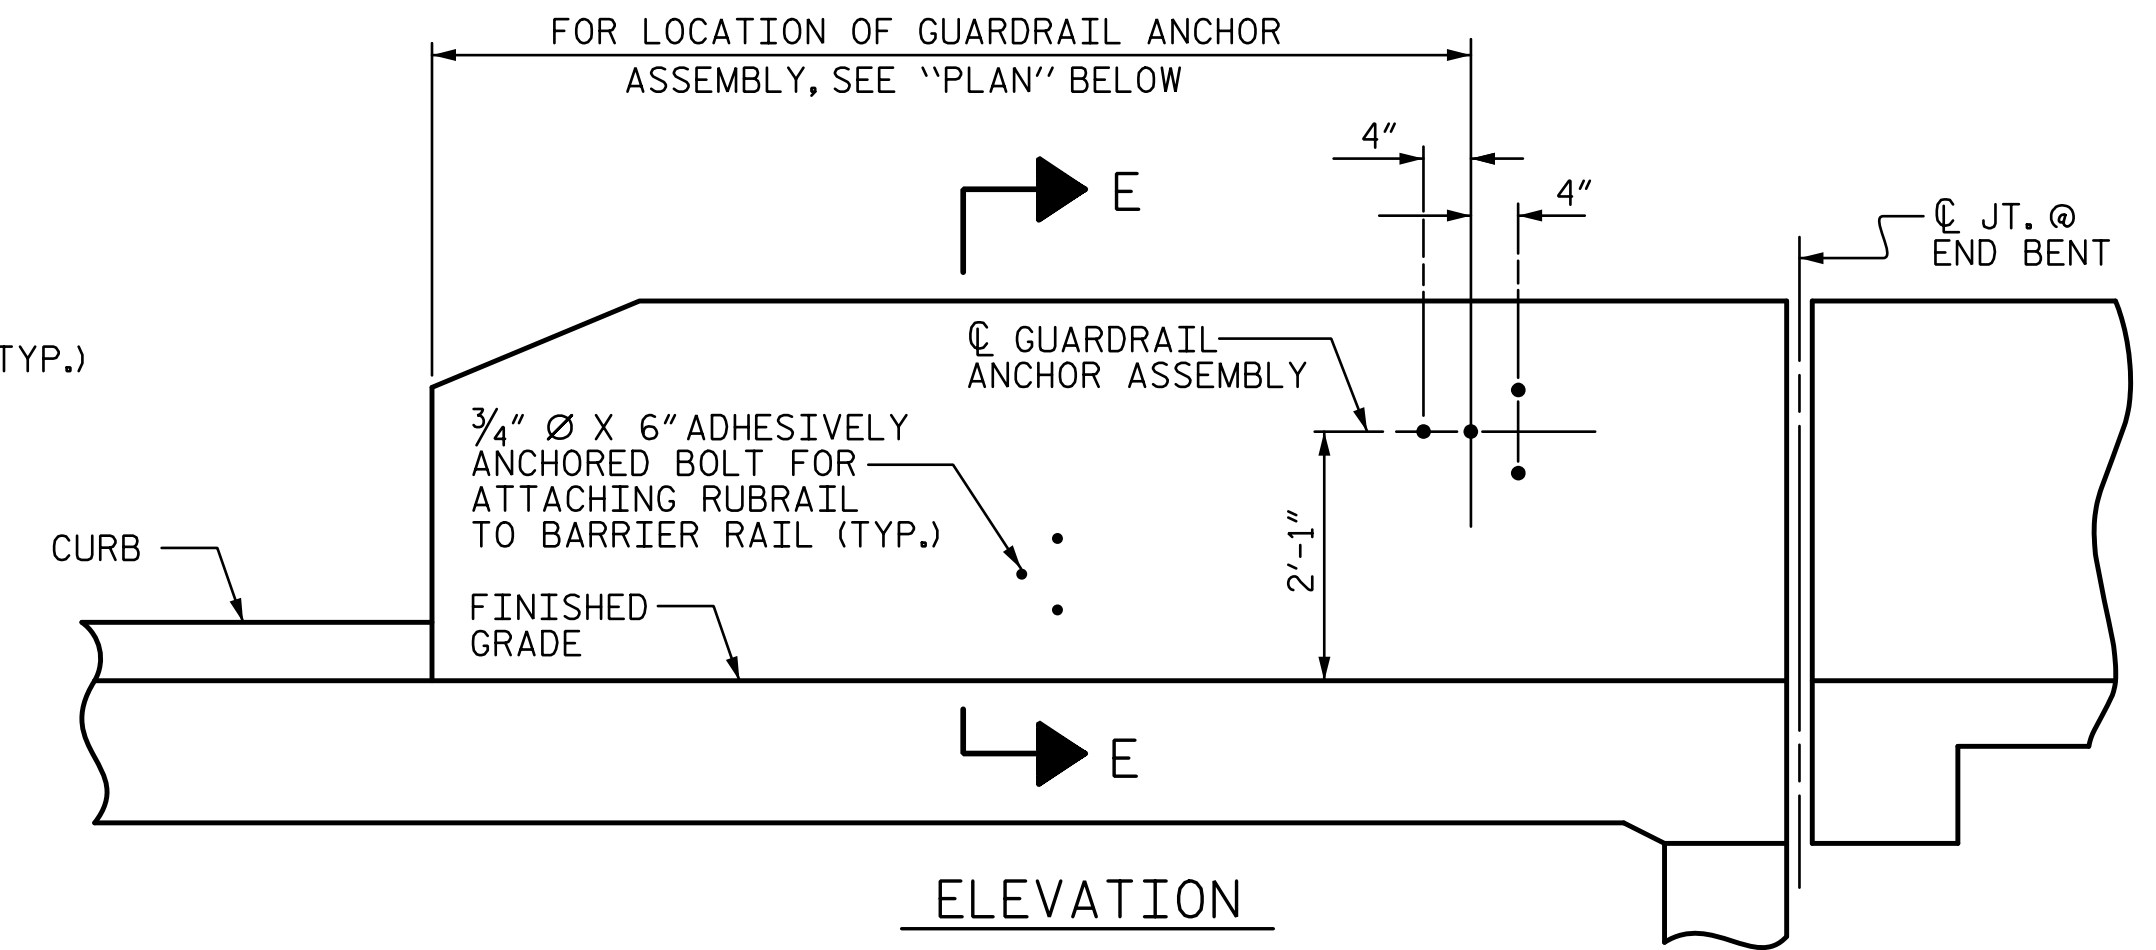 FOR LOCATION OF GUARDRAIL ANCHOR
ASSEMBLY, SEE "PLAN" BELOW
4"
E
4"
℄ JT. @
END BENT
℄ GUARDRAIL
ANCHOR ASSEMBLY
TYP.)
¾" Ø X 6" ADHESIVELY
ANCHORED BOLT FOR
ATTACHING RUBRAIL
TO BARRIER RAIL (TYP.)
2'-1"
CURB
FINISHED
GRADE
E
ELEVATION